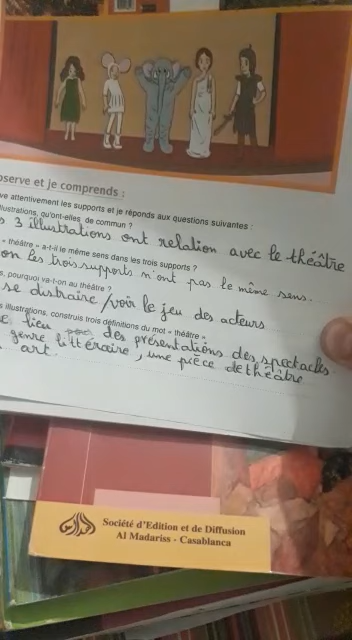 bserve et je comprends :
ve attentivement les supports et je réponds aux questions suivantes :
llustrations, qu'ont-elles de commun ?
s 3 illustrations ont relation avec le théâtre
« théâtre » a-t-il le même sens dans les trois supports ?
on les trois supports n'ont pas le même sens.
s, pourquoi va-t-on au théâtre ?
se distraire / voir le jeu des acteurs
s illustrations, construis trois définitions du mot « théâtre ».
lieu des présentations des spectacles
genre littéraire, une pièce de théâtre
art
Société d'Edition et de Diffusion
Al Madariss - Casablanca